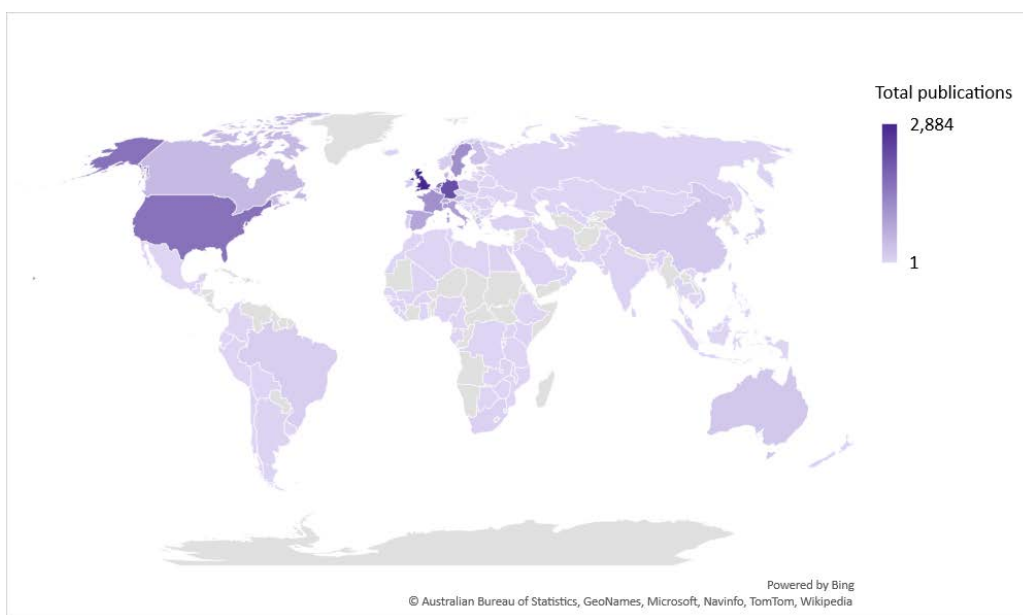 Total publications
2,884
1
Powered by Bing
© Australian Bureau of Statistics, GeoNames, Microsoft, Navinfo, TomTom, Wikipedia